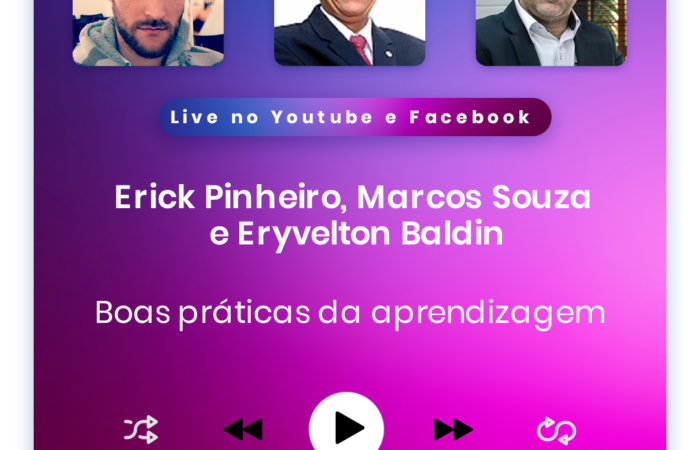 Live no Youtube e Facebook
Erick Pinheiro, Marcos Souza
e Eryvelton Baldin
Boas práticas da aprendizagem